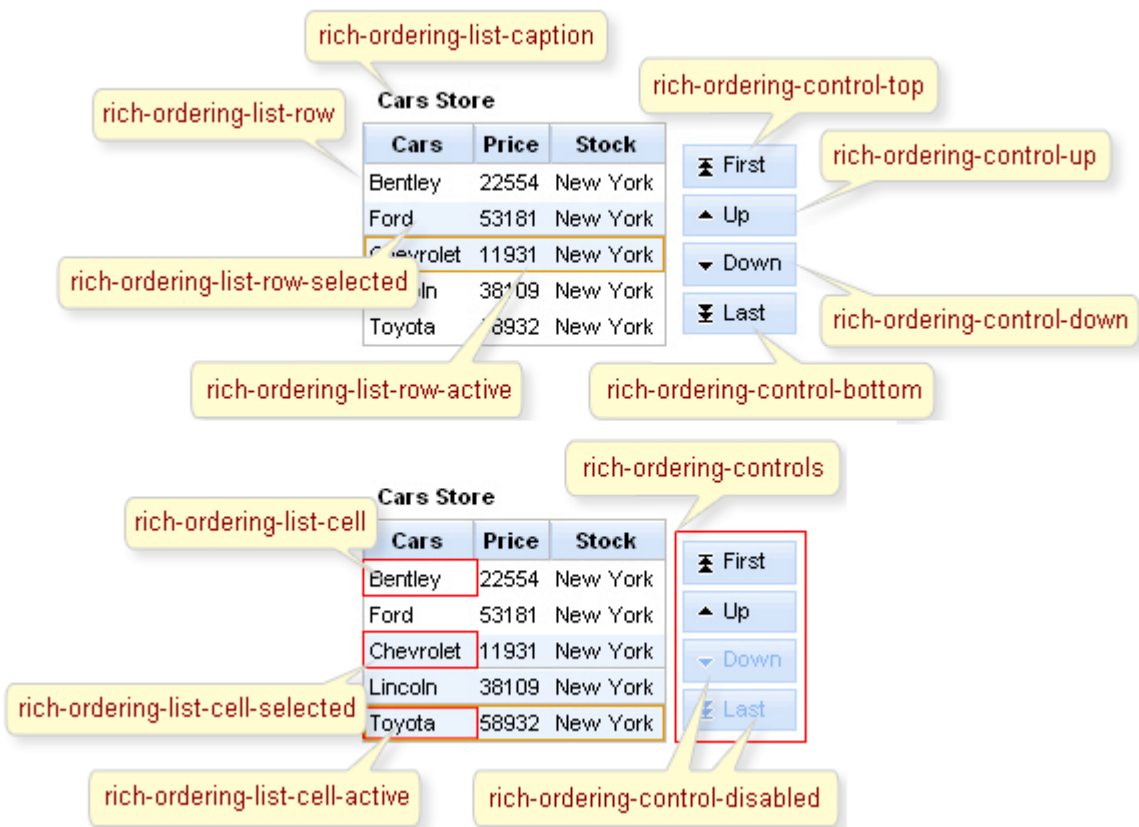 rich-ordering-list-caption
rich-ordering-control-top
Cars Store
rich-ordering-list-row
Cars Price Stock
First
rich-ordering-control-up
Bentley 22554 New York
Up
Ford 53181 New York
Chevrolet 11931 New York
Down
rich-ordering-list-row-selected
ln 38109 New York
Last
rich-ordering-control-down
Toyota 8932 New York
rich-ordering-list-row-active
rich-ordering-control-bottom
rich-ordering-controls
Cars Store
rich-ordering-list-cell
Cars Price Stock
First
Bentley 22554 New York
Up
Ford 53181 New York
Chevrolet 11931 New York
Down
Lincoln 38109 New York
rich-ordering-list-cell-selected
Last
Toyota 58932 New York
rich-ordering-list-cell-active
rich-ordering-control-disabled